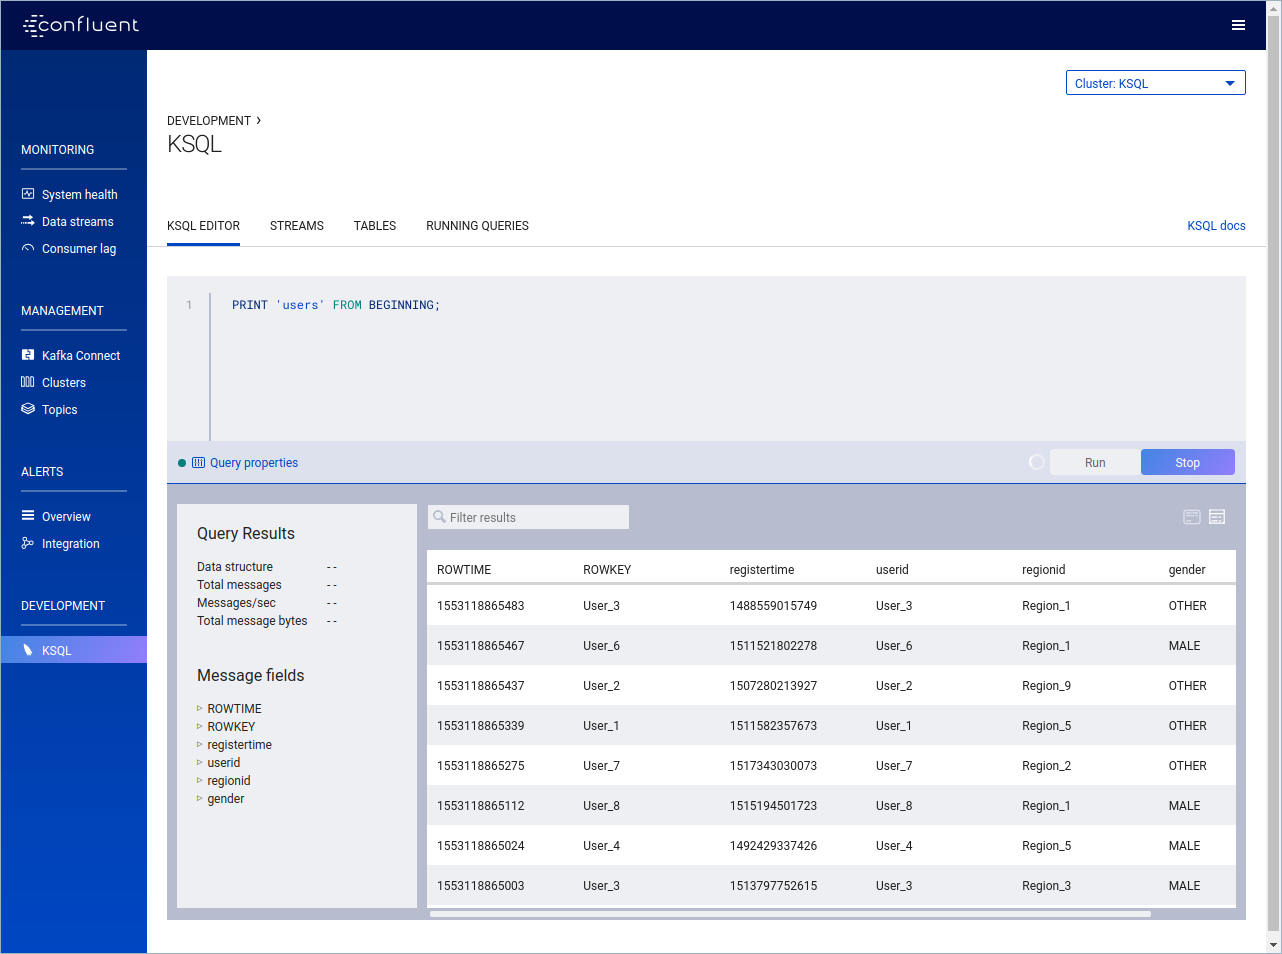 confluent
Cluster: KSQL
DEVELOPMENT ›
KSQL
MONITORING
System health
Data streams
Consumer lag
MANAGEMENT
Kafka Connect
Clusters
Topics
ALERTS
Overview
Integration
DEVELOPMENT
KSQL
KSQL EDITOR STREAMS TABLES RUNNING QUERIES KSQL docs
1 PRINT 'users' FROM BEGINNING;
Query properties Run Stop
Query Results
Data structure --
Total messages --
Messages/sec --
Total message bytes --
Message fields
ROWTIME
ROWKEY
registertime
userid
regionid
gender
Filter results
ROWTIME ROWKEY registertime userid regionid gender
1553118865483 User_3 1488559015749 User_3 Region_1 OTHER
1553118865467 User_6 1511521802278 User_6 Region_1 MALE
1553118865437 User_2 1507280213927 User_2 Region_9 OTHER
1553118865339 User_1 1511582357673 User_1 Region_5 OTHER
1553118865275 User_7 1517343030073 User_7 Region_2 OTHER
1553118865112 User_8 1515194501723 User_8 Region_1 MALE
1553118865024 User_4 1492429337426 User_4 Region_5 MALE
1553118865003 User_3 1513797752615 User_3 Region_3 MALE